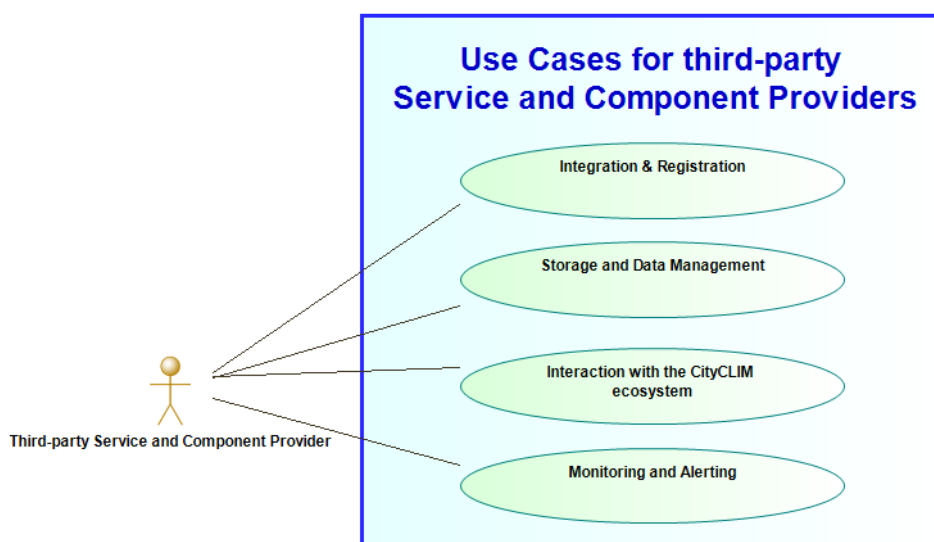 Use Cases for third-party
Service and Component Providers
Integration & Registration
Storage and Data Management
Interaction with the CityCLIM
ecosystem
Third-party Service and Component Provider
Monitoring and Alerting